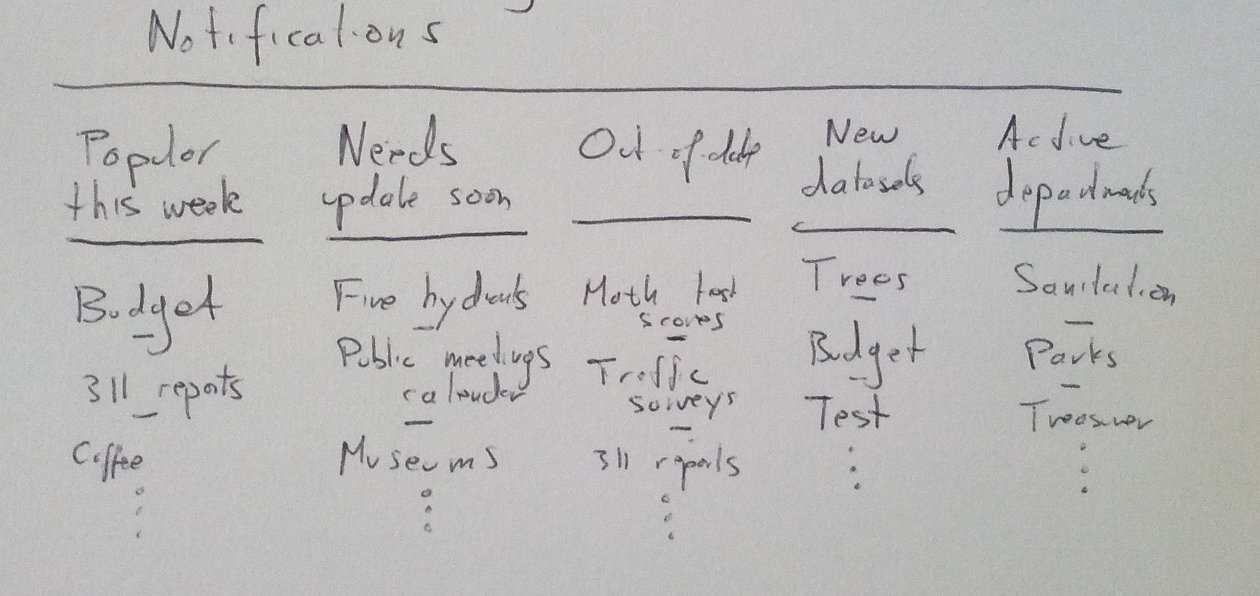 Notifications
Popular
this week
Budget
311 reports
Coffee
Needs
update soon
Fire hydrants
Public meetings
calender
Museums
Out-of-date
Math test
scores
Traffic
surveys
311 reports
New
datasets
Trees
Budget
Test
Active
departments
Sanitation
Parks
Treasurer